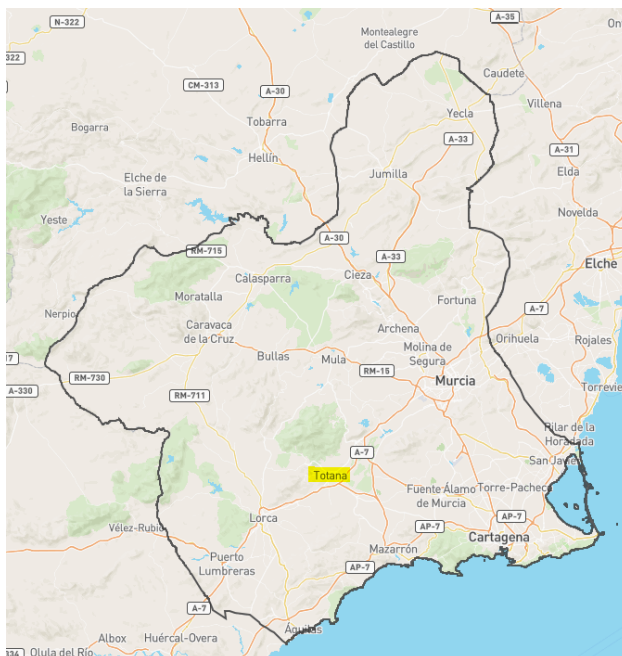 N-322
Montealegre
del Castillo
A-35
322
Caudete
CM-313
A-30
Villena
Yecla
Tobarra
A-33
Bogarra
A-31
Hellín
Elda
Elche de
la Sierra
Jumilla
Yeste
Novelda
A-30
RM-715
A-33
Elche
Calasparra
Cieza
Moratalla
Fortuna
Nerpio
A-7
Caravaca
de la Cruz
Archena
Orihuela
Rojales
Molina de
Segura
Bullas
Mula
RM-15
RM-730
Murcia
Torrevie
A-330
RM-711
Pilar de la
Horadada
A-7
San Javier
Totana
Fuente Álamo
de Murcia
Torre-Pacheco
AP-7
Lorca
AP-7
Cartagena
Vélez-Rubio
Mazarrón
Puerto
Lumbreras
AP-7
A-7
Águilas
Albox
Huércal-Overa
334
Olula del Río